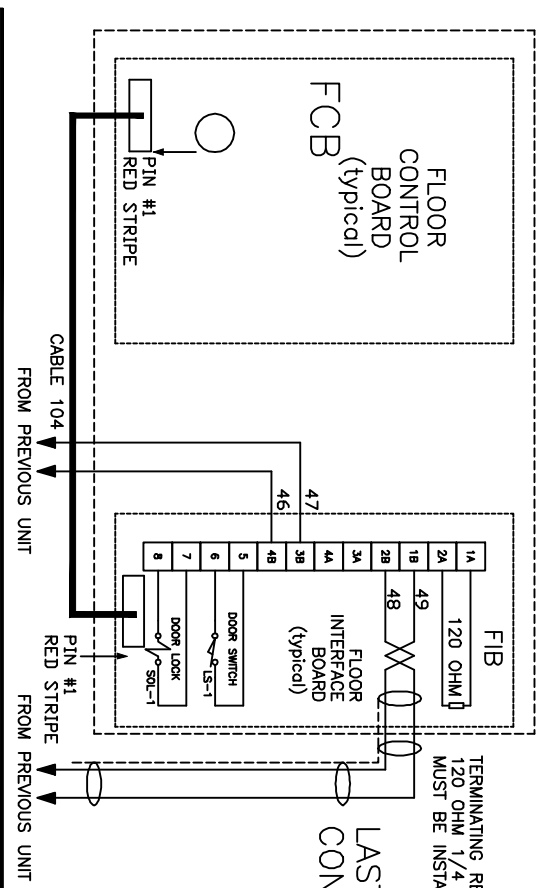 FCB
FLOOR
CONTROL
BOARD
(typical)
PIN #1
RED STRIPE
CABLE 104
FROM PREVIOUS UNIT
46
47
FIB
1A
2A
1B
2B
3A
4A
3B
4B
5
6
7
8
120 OHM
49
48
FLOOR
INTERFACE
BOARD
(typical)
DOOR SWITCH
LS-1
DOOR LOCK
SOL-1
PIN #1
RED STRIPE
FROM PREVIOUS UNIT
TERMINATING RE
120 OHM 1/4
MUST BE INSTA
LAST
CON